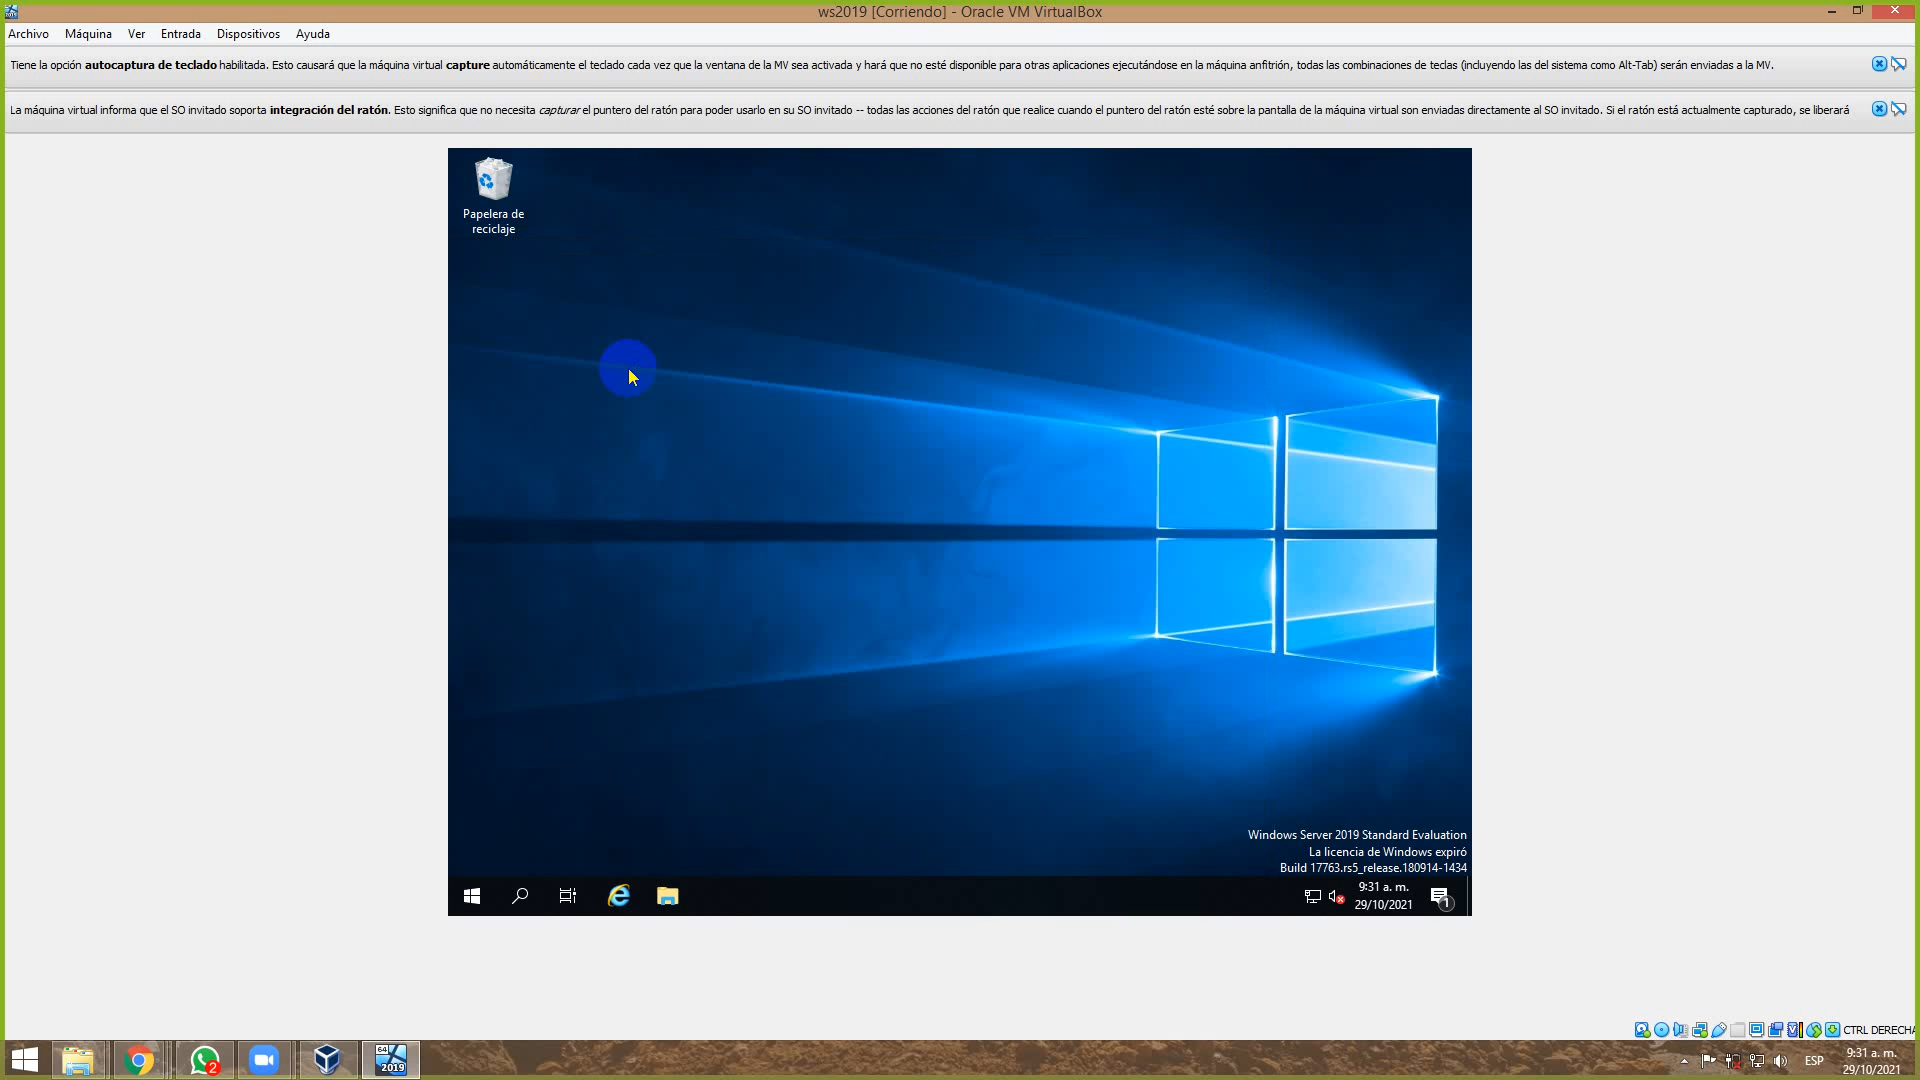 ws2019 [Corriendo] - Oracle VM VirtualBox
Archivo Máquina Ver Entrada Dispositivos Ayuda
Tiene la opción autocaptura de teclado habilitada. Esto causará que la máquina virtual capture automáticamente el teclado cada vez que la ventana de la MV sea activada y hará que no esté disponible para otras aplicaciones ejecutándose en la máquina anfitrión, todas las combinaciones de teclas (incluyendo las del sistema como Alt-Tab) serán enviadas a la MV.
La máquina virtual informa que el SO invitado soporta integración del ratón. Esto significa que no necesita capturar el puntero del ratón para poder usarlo en su SO invitado -- todas las acciones del ratón que realice cuando el puntero del ratón esté sobre la pantalla de la máquina virtual son enviadas directamente al SO invitado. Si el ratón está actualmente capturado, se liberará
Papelera de
reciclaje
Windows Server 2019 Standard Evaluation
La licencia de Windows expiró
Build 17763.rs5_release.180914-1434
9:31 a. m.
29/10/2021
1
CTRL DERECHA
2
64
2019
ESP
9:31 a. m.
29/10/2021